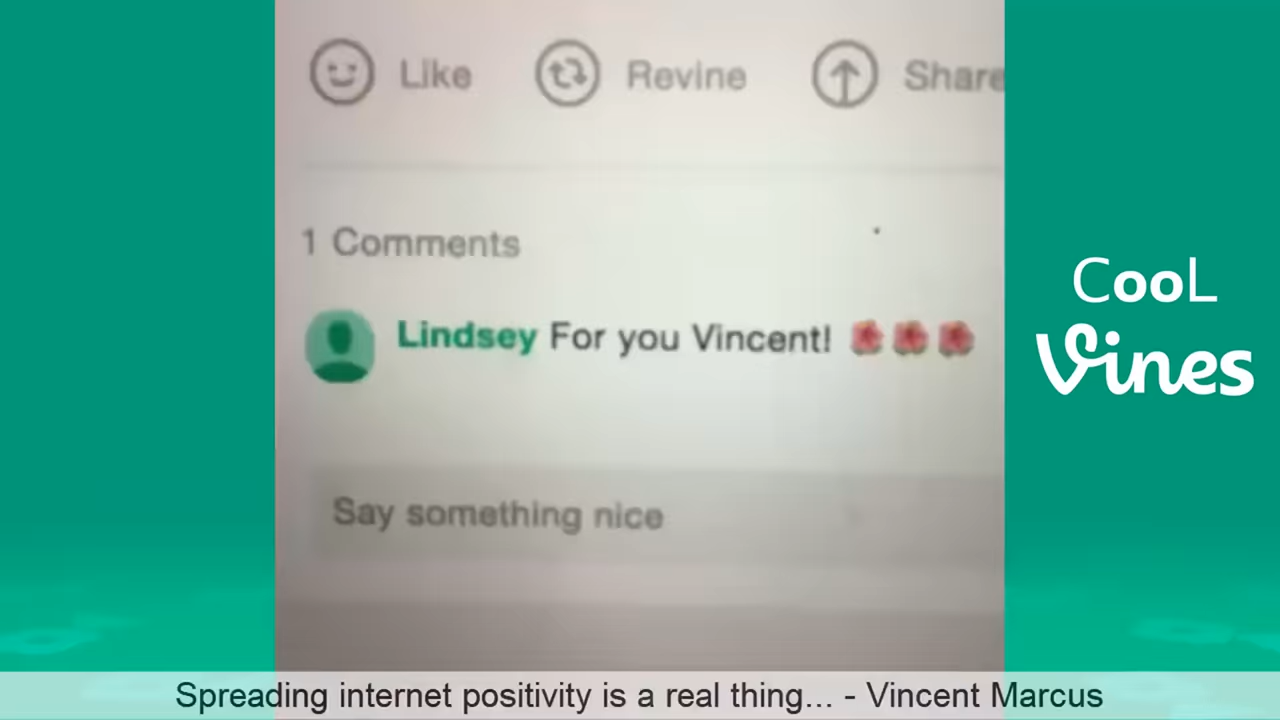 Like Revine Share
1 Comments
Lindsey For you Vincent! 🌺🌺🌺
Say something nice
CooL
Vines
Spreading internet positivity is a real thing... - Vincent Marcus